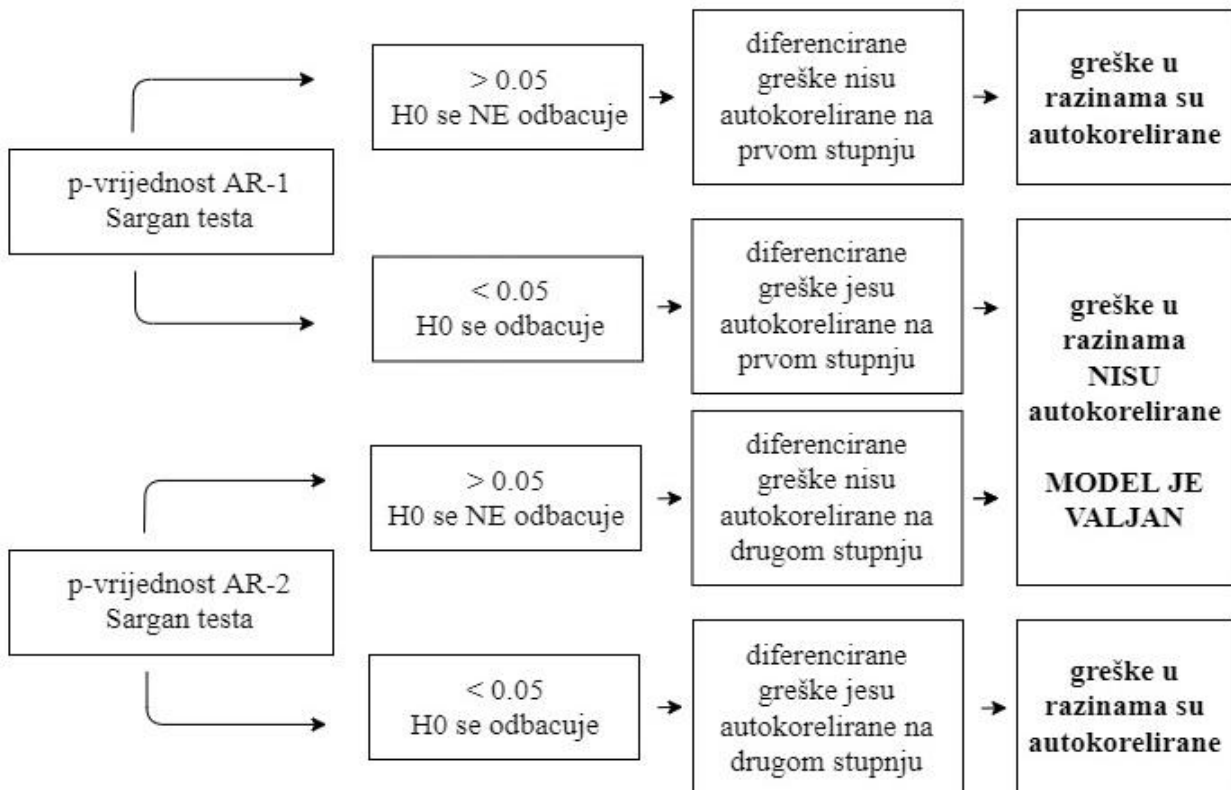 p-vrijednost AR-1
Sargan testa
> 0.05
H0 se NE odbacuje
diferencirane
greške nisu
autokorelirane na
prvom stupnju
greške u
razinama su
autokorelirane
< 0.05
H0 se odbacuje
diferencirane
greške jesu
autokorelirane na
prvom stupnju
greške u
razinama
NISU
autokorelirane
MODEL JE
VALJAN
p-vrijednost AR-2
Sargan testa
> 0.05
H0 se NE odbacuje
diferencirane
greške nisu
autokorelirane na
drugom stupnju
< 0.05
H0 se odbacuje
diferencirane
greške jesu
autokorelirane na
drugom stupnju
greške u
razinama su
autokorelirane